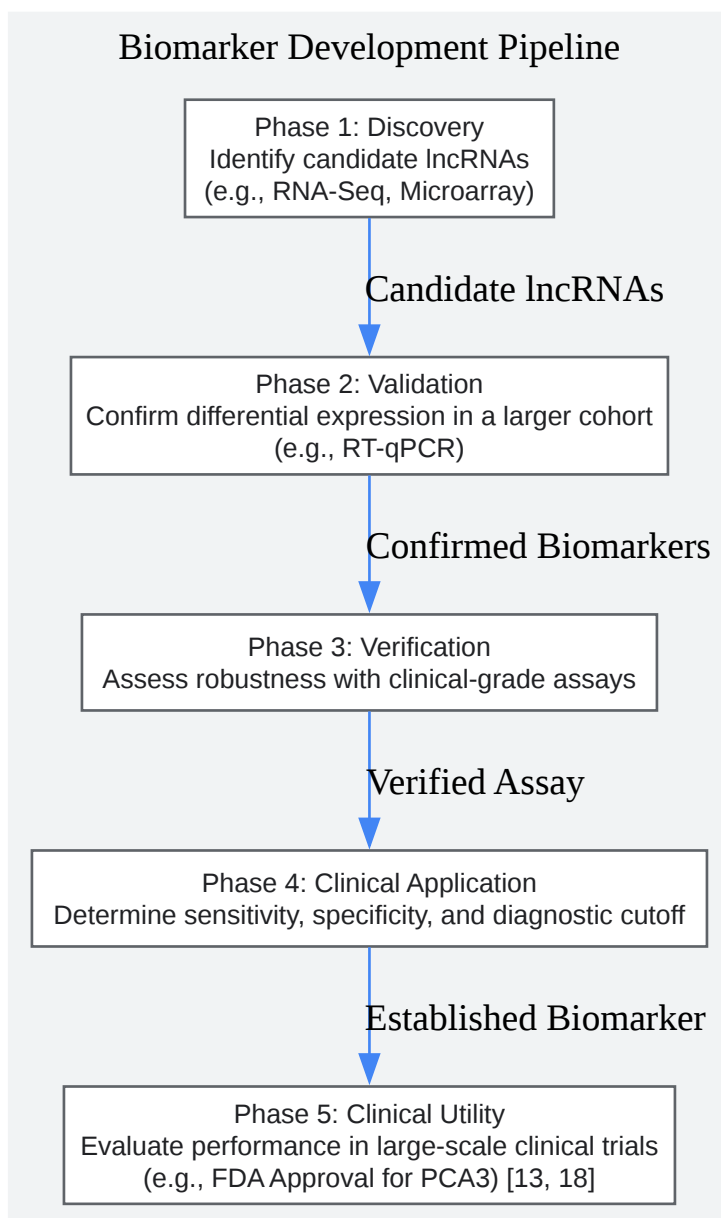 Biomarker Development Pipeline
Phase 1: Discovery
Identify candidate lncRNAs
(e.g., RNA-Seq, Microarray)
Candidate lncRNAs
Phase 2: Validation
Confirm differential expression in a larger cohort
(e.g., RT-qPCR)
Confirmed Biomarkers
Phase 3: Verification
Assess robustness with clinical-grade assays
Verified Assay
Phase 4: Clinical Application
Determine sensitivity, specificity, and diagnostic cutoff
Established Biomarker
Phase 5: Clinical Utility
Evaluate performance in large-scale clinical trials
(e.g., FDA Approval for PCA3) [13, 18]